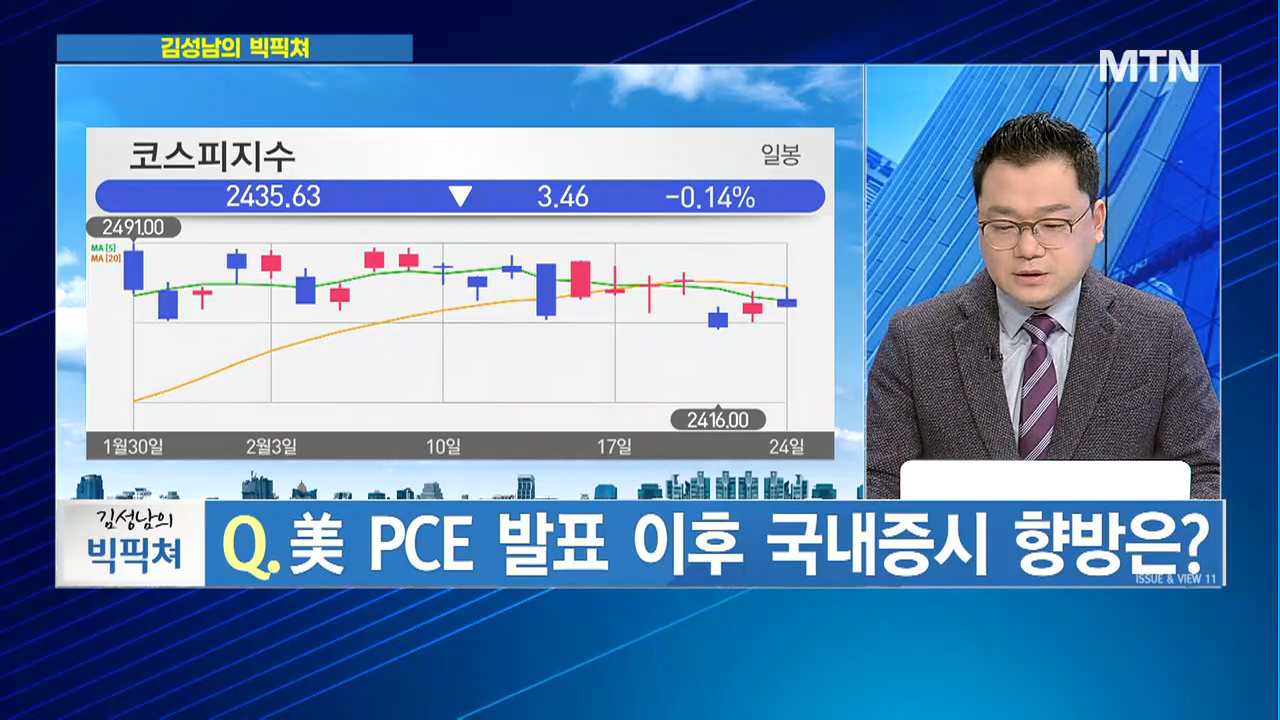 김성남의 빅픽쳐
MTN
코스피지수
일봉
2435.63 ▼ 3.46 -0.14%
2491.00
MA [5]
MA [20]
2416.00
1월30일 2월3일 10일 17일 24일
김성남의
빅픽쳐
Q. 美 PCE 발표 이후 국내증시 향방은?
ISSUE & VIEW 11